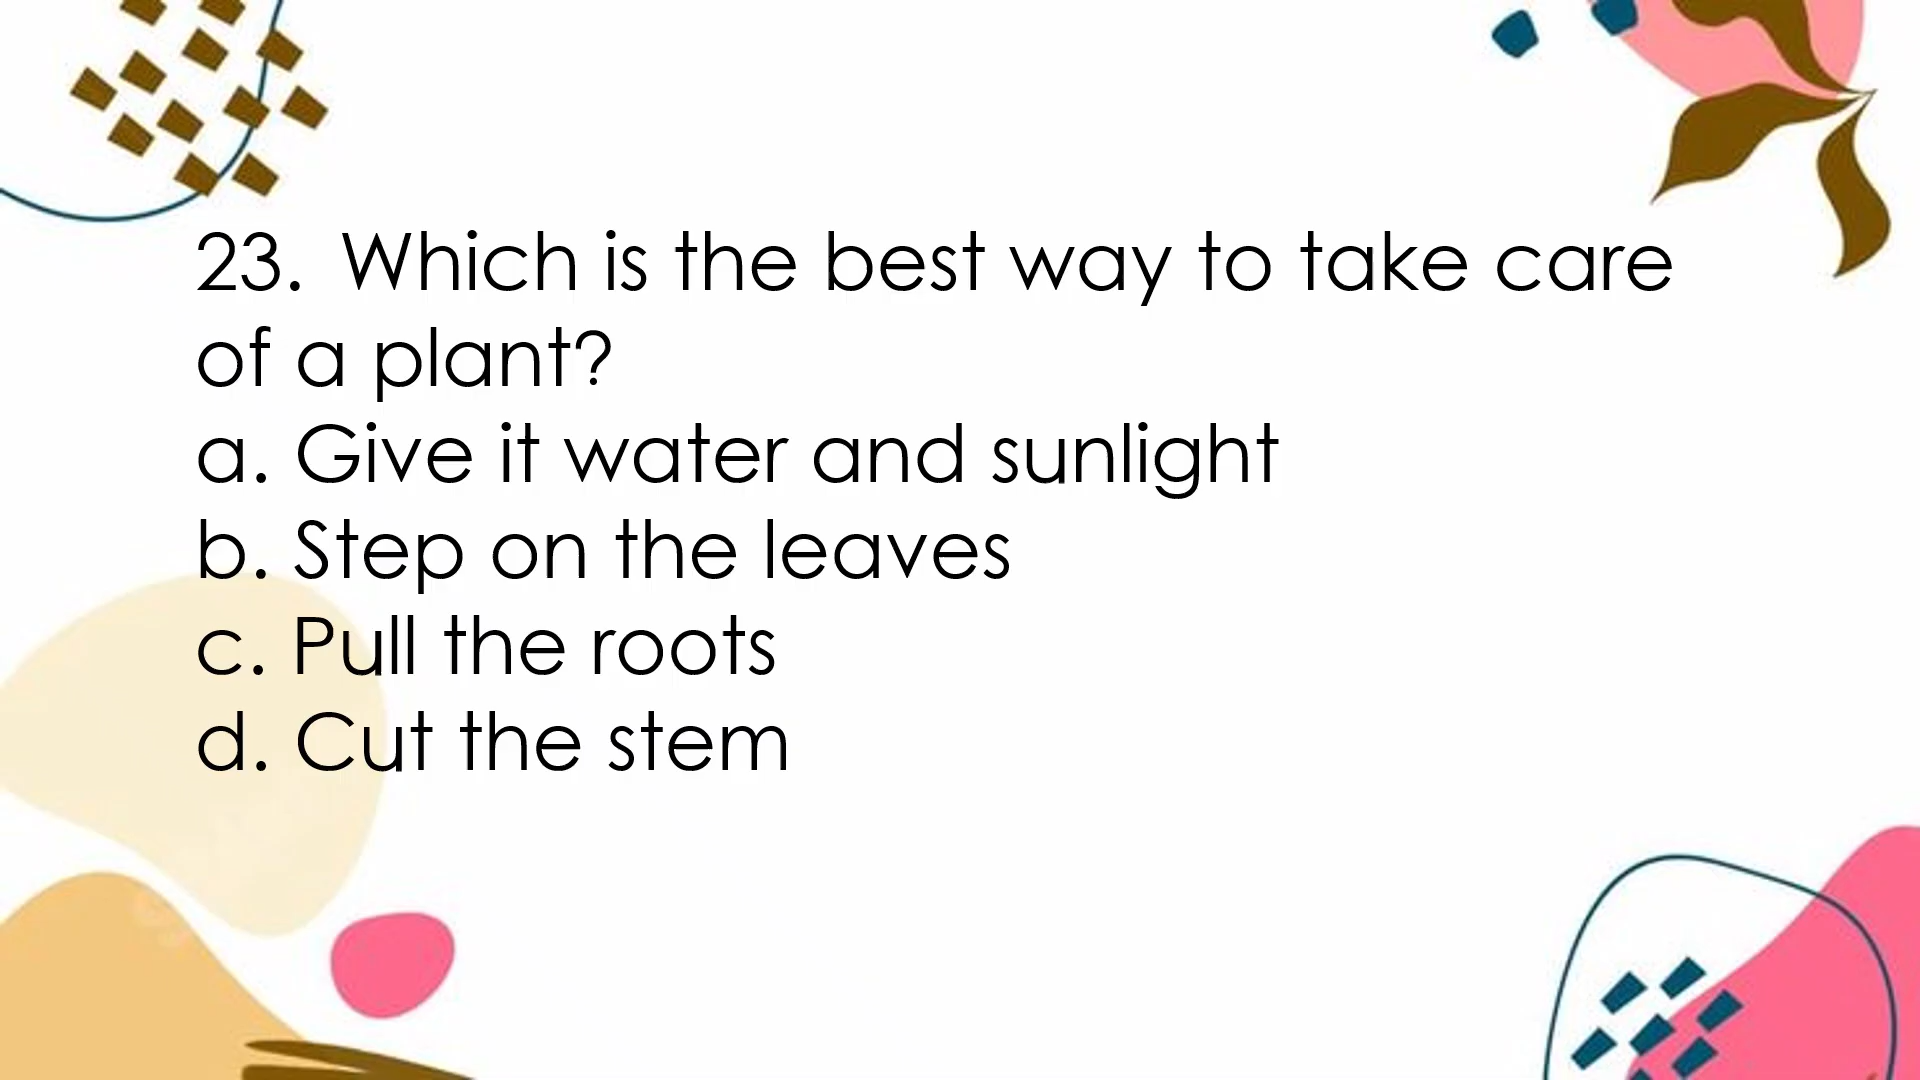 23. Which is the best way to take care
of a plant?
a. Give it water and sunlight
b. Step on the leaves
c. Pull the roots
d. Cut the stem